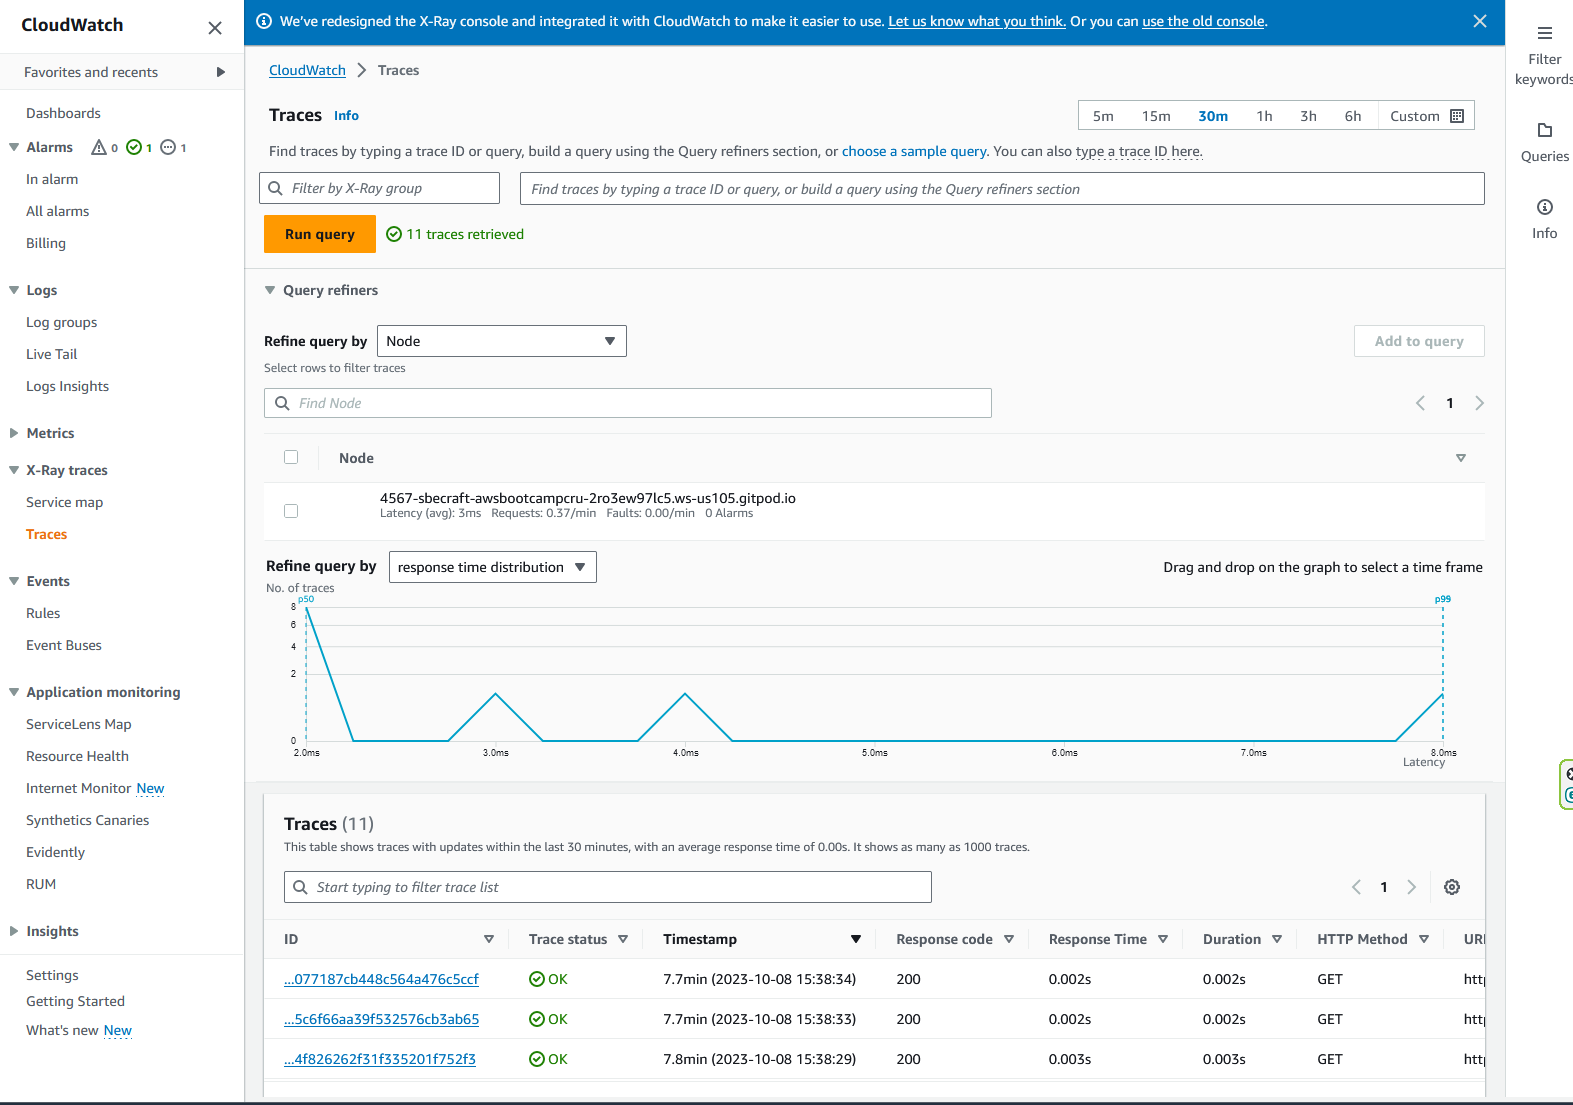 CloudWatch
Favorites and recents
Dashboards
Alarms 0 1 1
In alarm
All alarms
Billing
Logs
Log groups
Live Tail
Logs Insights
Metrics
X-Ray traces
Service map
Traces
Events
Rules
Event Buses
Application monitoring
ServiceLens Map
Resource Health
Internet Monitor New
Synthetics Canaries
Evidently
RUM
Insights
Settings
Getting Started
What's new New
We've redesigned the X-Ray console and integrated it with CloudWatch to make it easier to use. Let us know what you think. Or you can use the old console.
CloudWatch Traces
Traces Info
5m 15m 30m 1h 3h 6h Custom
Find traces by typing a trace ID or query, build a query using the Query refiners section, or choose a sample query. You can also type a trace ID here.
Filter by X-Ray group
Find traces by typing a trace ID or query, or build a query using the Query refiners section
Run query 11 traces retrieved
Query refiners
Refine query by Node Add to query
Select rows to filter traces
Find Node 1
Node
4567-sbecraft-awsbootcampcru-2ro3ew97lc5.ws-us105.gitpod.io
Latency (avg): 3ms Requests: 0.37/min Faults: 0.00/min 0 Alarms
Refine query by response time distribution Drag and drop on the graph to select a time frame
No. of traces
p50 p99
8
6
4
2
0
2.0ms 3.0ms 4.0ms 5.0ms 6.0ms 7.0ms 8.0ms
Latency
Traces (11)
This table shows traces with updates within the last 30 minutes, with an average response time of 0.00s. It shows as many as 1000 traces.
Start typing to filter trace list 1
ID Trace status Timestamp Response code Response Time Duration HTTP Method
...077187cb448c564a476c5ccf OK 7.7min (2023-10-08 15:38:34) 200 0.002s 0.002s GET
...5c6f66aa39f532576cb3ab65 OK 7.7min (2023-10-08 15:38:33) 200 0.002s 0.002s GET
...4f826262f31f335201f752f3 OK 7.8min (2023-10-08 15:38:29) 200 0.003s 0.003s GET
Filter
keywords
Queries
Info